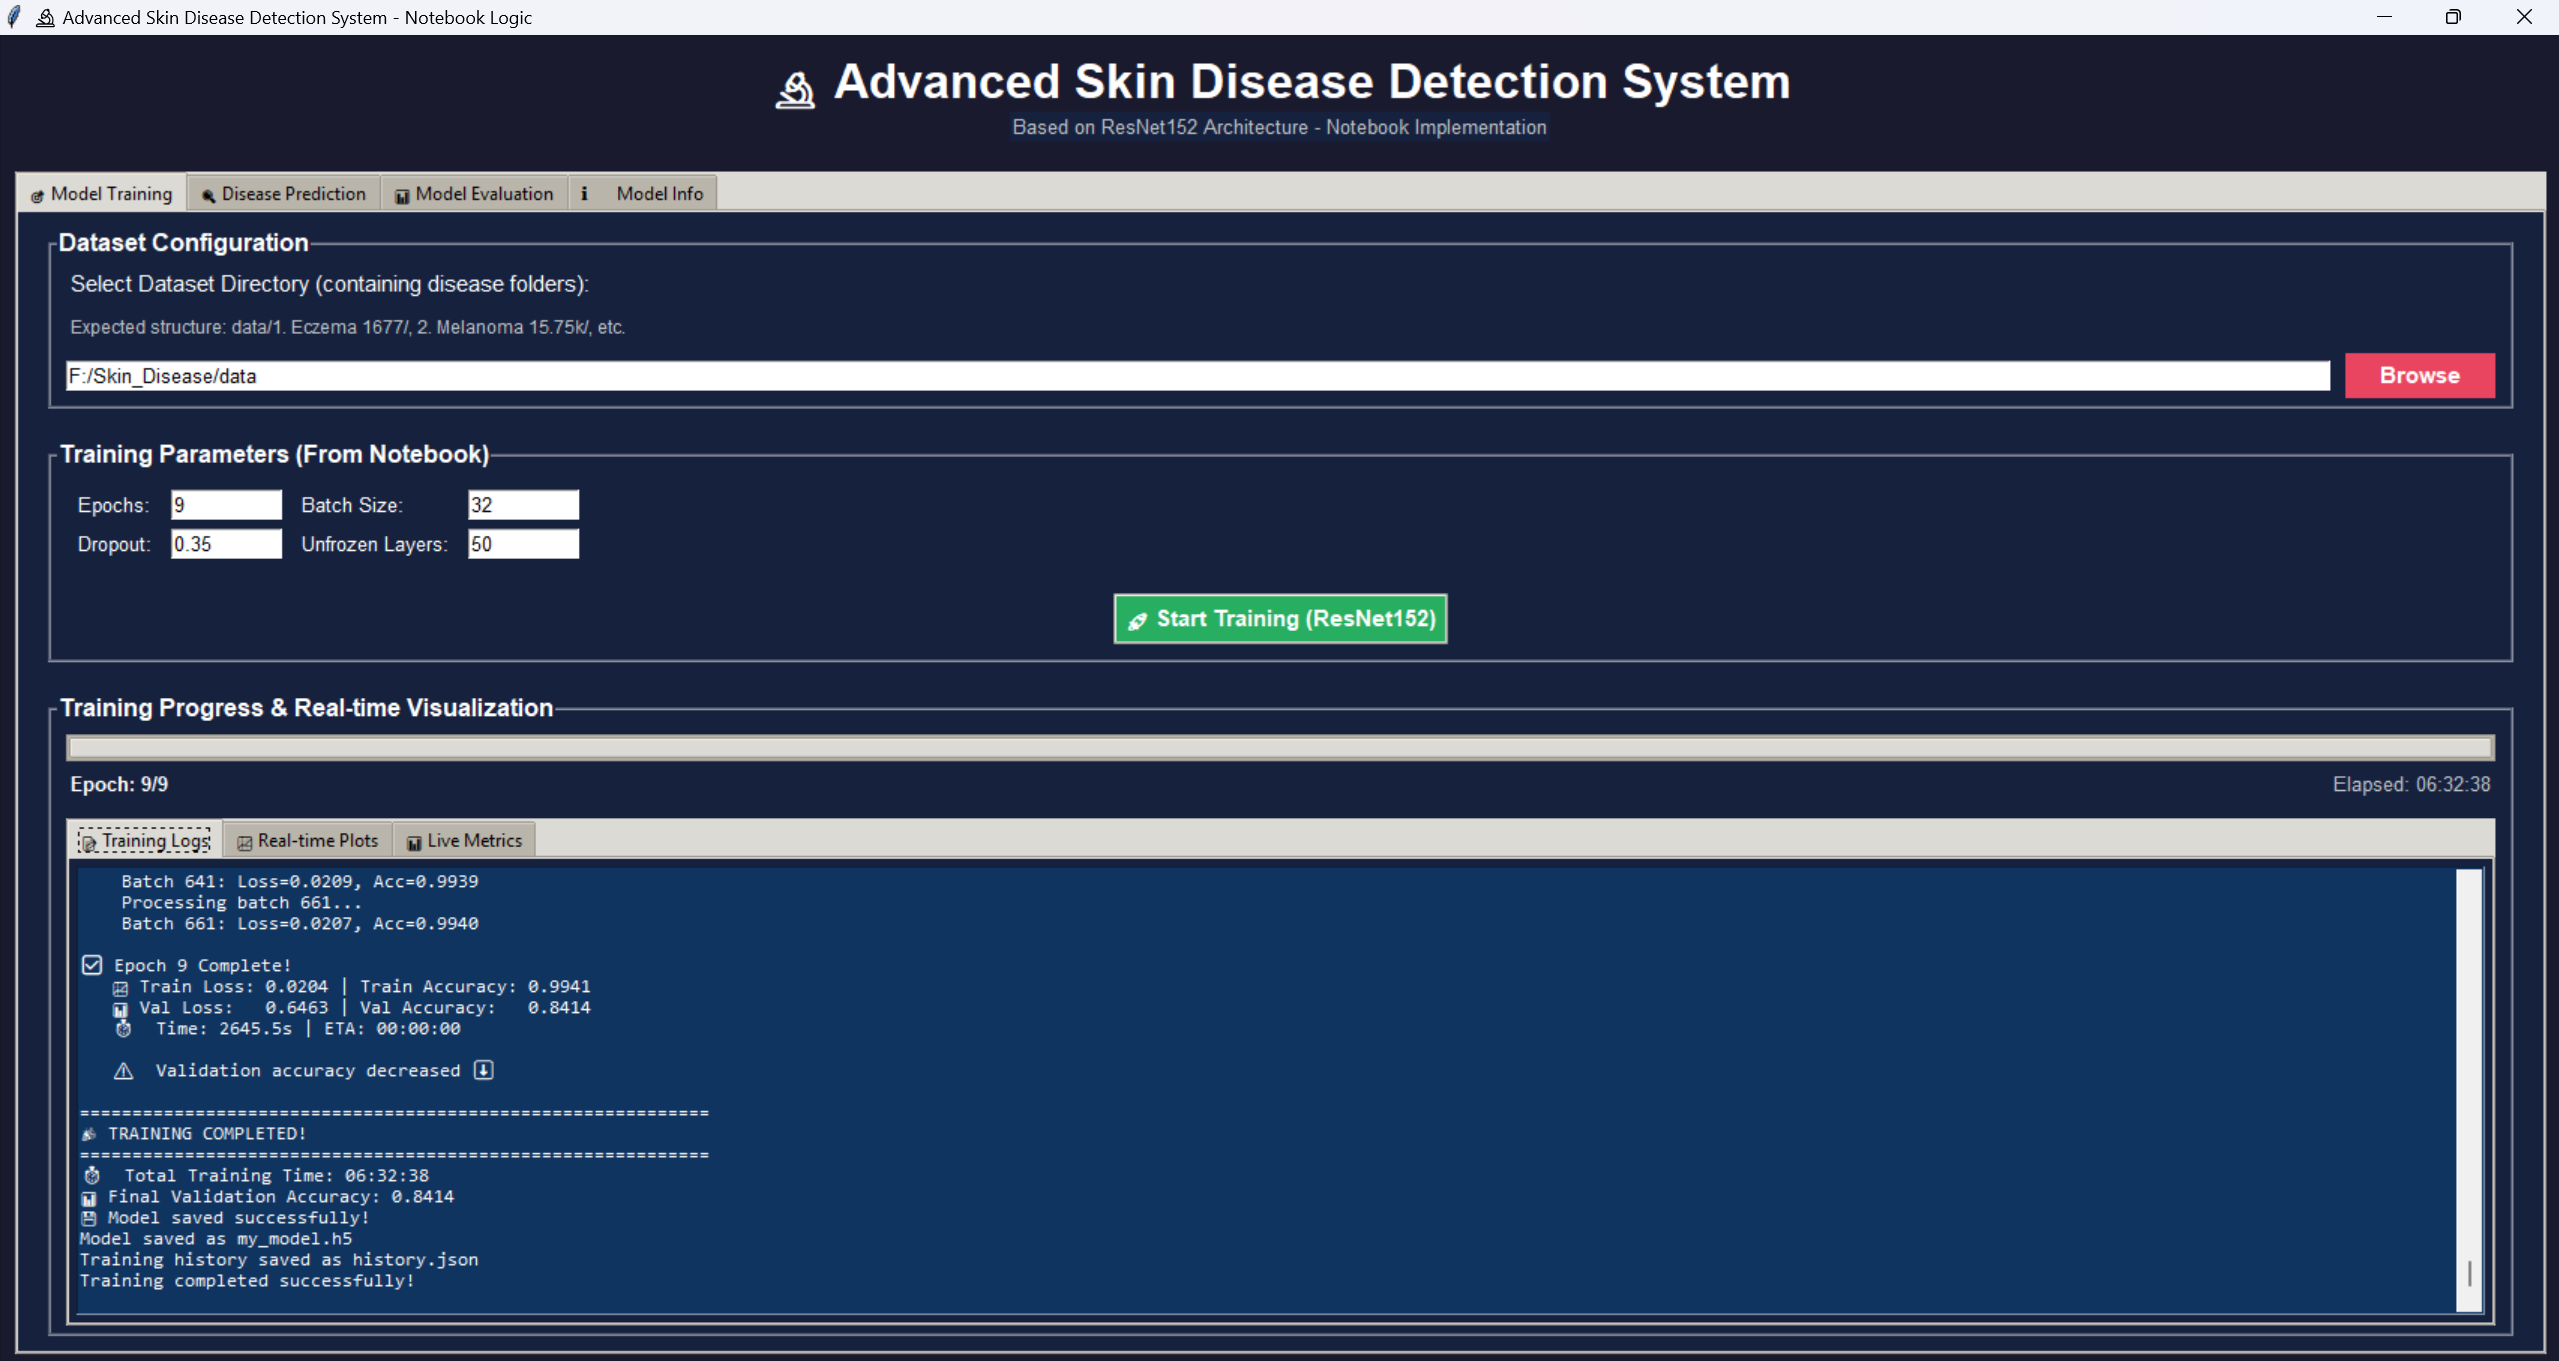 Advanced Skin Disease Detection System - Notebook Logic
Advanced Skin Disease Detection System
Based on ResNet152 Architecture - Notebook Implementation
Model Training Disease Prediction Model Evaluation i Model Info
Dataset Configuration
Select Dataset Directory (containing disease folders):
Expected structure: data/1. Eczema 1677/, 2. Melanoma 15.75k/, etc.
F:/Skin_Disease/data Browse
Training Parameters (From Notebook)
Epochs: 9 Batch Size: 32
Dropout: 0.35 Unfrozen Layers: 50
Start Training (ResNet152)
Training Progress & Real-time Visualization
Epoch: 9/9 Elapsed: 06:32:38
Training Logs Real-time Plots Live Metrics
Batch 641: Loss=0.0209, Acc=0.9939
Processing batch 661...
Batch 661: Loss=0.0207, Acc=0.9940
Epoch 9 Complete!
Train Loss: 0.0204 | Train Accuracy: 0.9941
Val Loss: 0.6463 | Val Accuracy: 0.8414
Time: 2645.5s | ETA: 00:00:00
Validation accuracy decreased
============================================================
TRAINING COMPLETED!
============================================================
Total Training Time: 06:32:38
Final Validation Accuracy: 0.8414
Model saved successfully!
Model saved as my_model.h5
Training history saved as history.json
Training completed successfully!